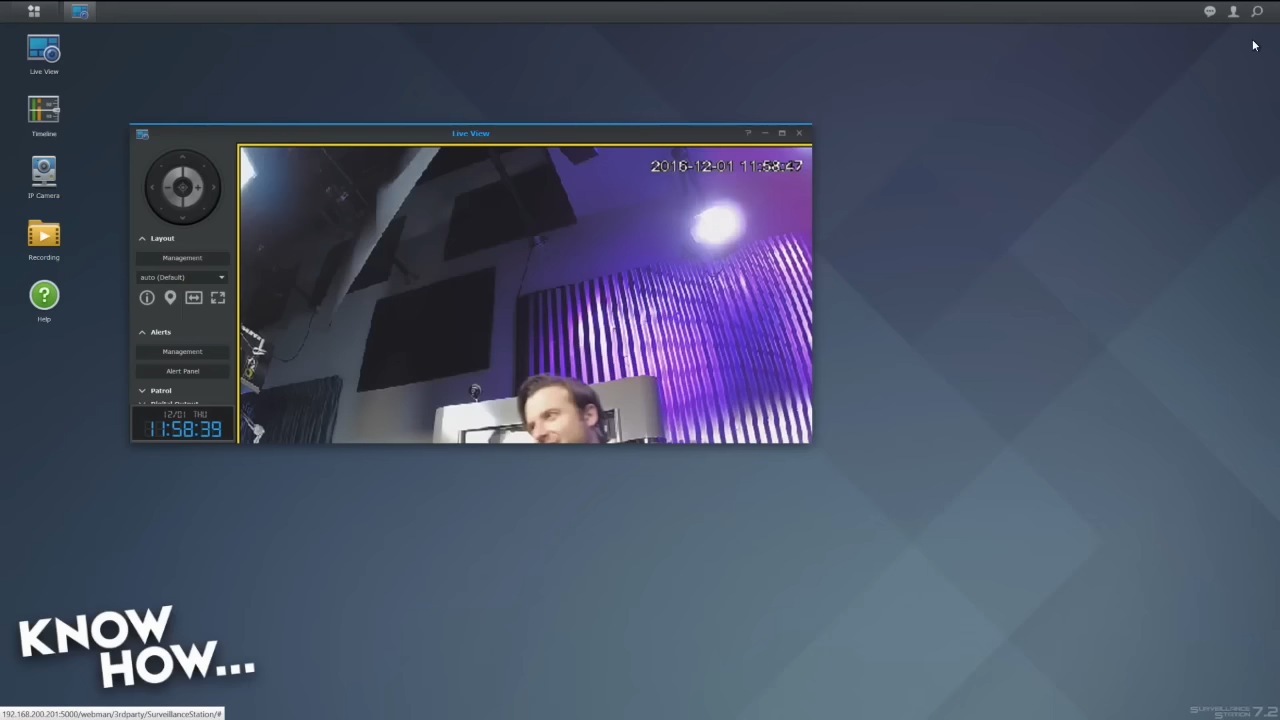 Live View
Timeline
IP Camera
Recording
Help
Live View
2016-12-01 11:58:47
Layout
Management
auto (Default)
Alerts
Management
Alert Panel
Patrol
Digital Output
12/01 THU
11:58:39
KNOW
HOW...
192.168.200.201:5000/webman/3rdparty/SurveillanceStation/#
SURVEILLANCE
STATION 7.2